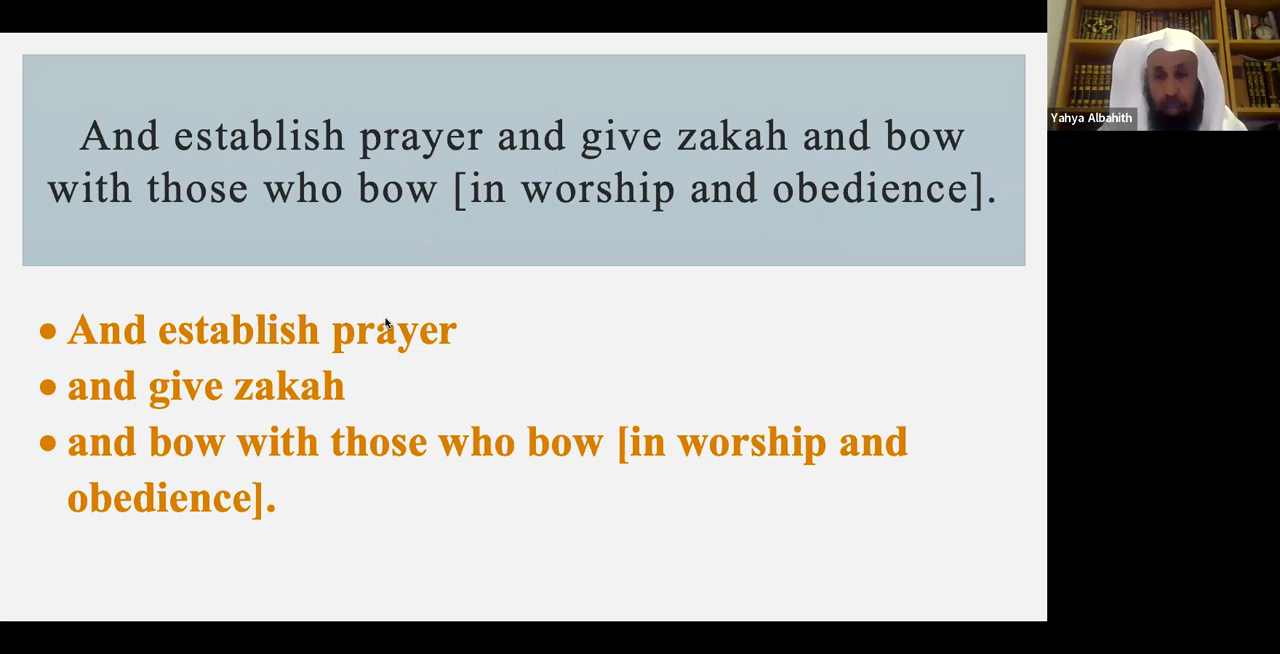 And establish prayer and give zakah and bow
with those who bow [in worship and obedience].
• And establish prayer
• and give zakah
• and bow with those who bow [in worship and
obedience].
Yahya Albahith